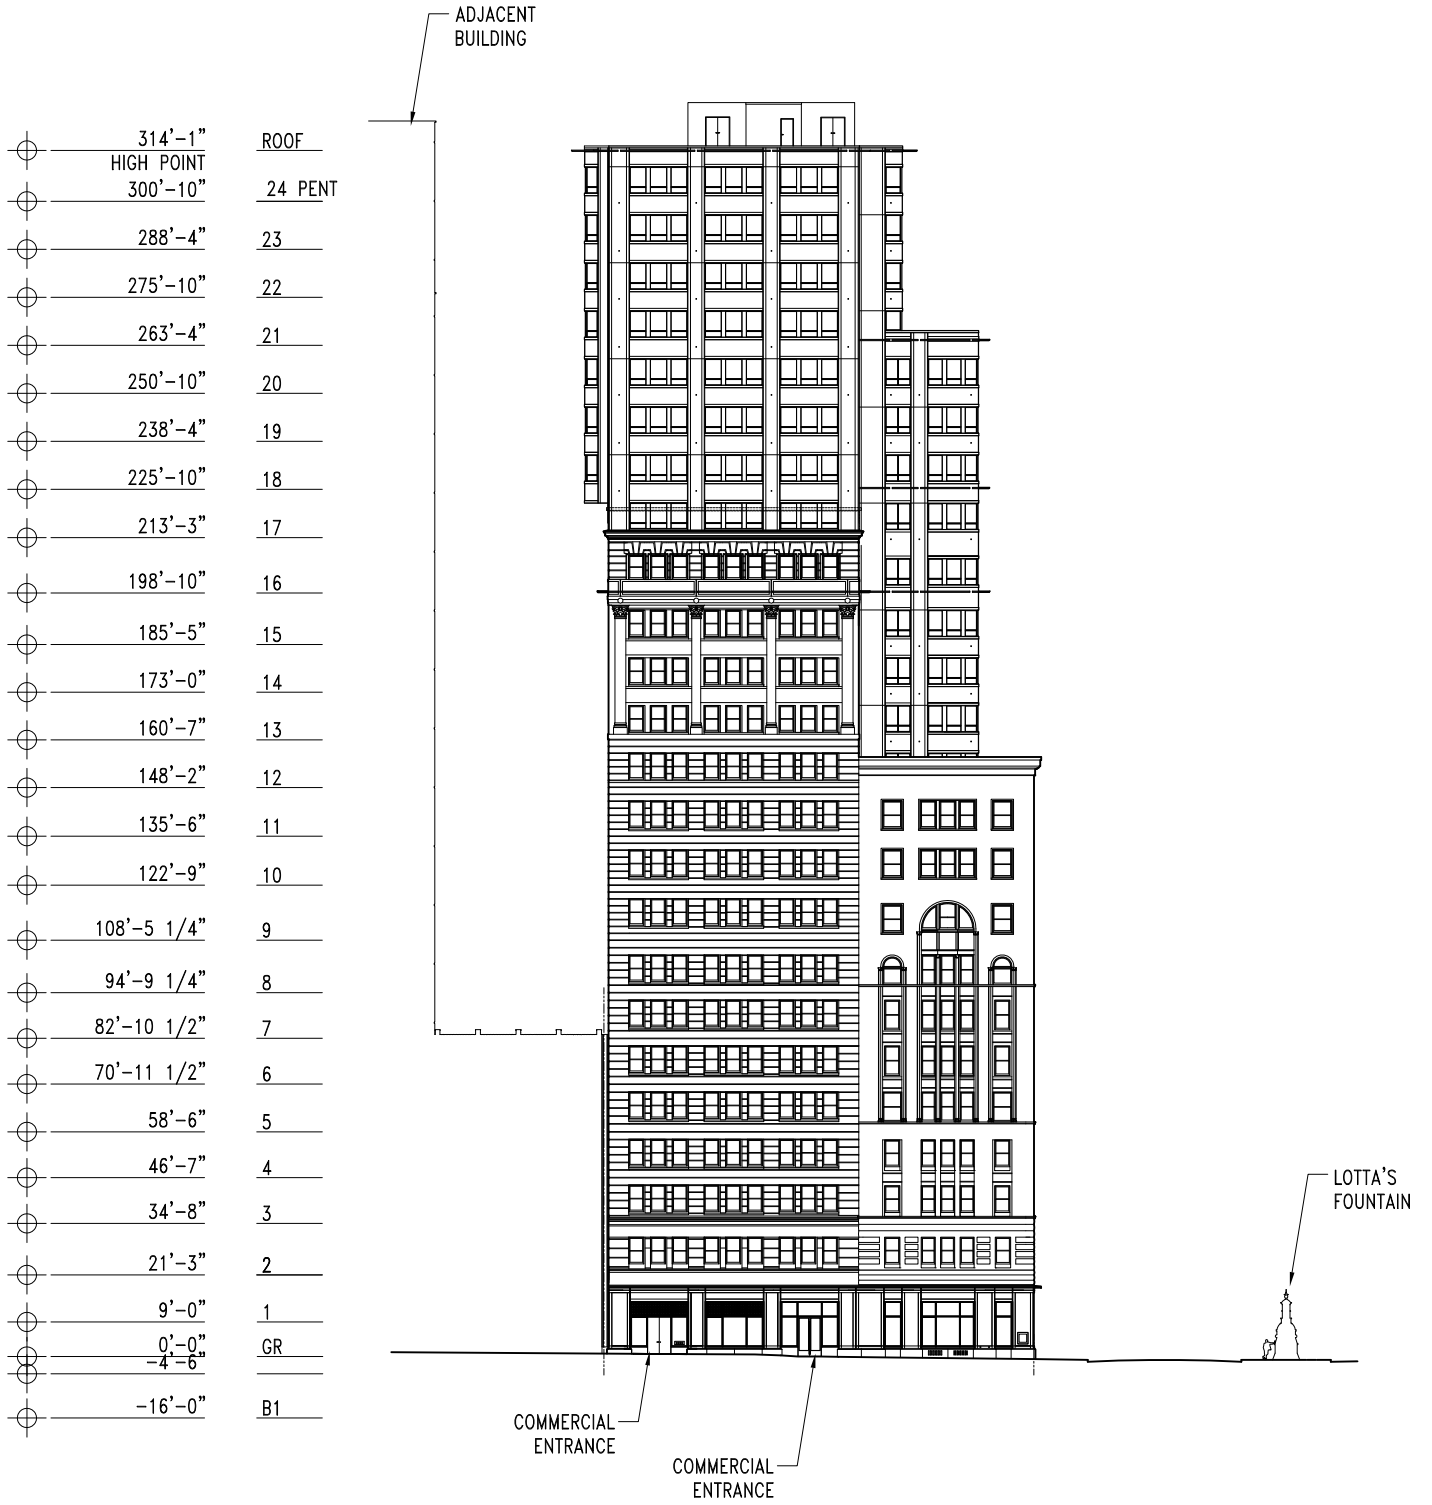 ADJACENT
BUILDING
314'-1" ROOF
HIGH POINT
300'-10" 24 PENT
288'-4" 23
275'-10" 22
263'-4" 21
250'-10" 20
238'-4" 19
225'-10" 18
213'-3" 17
198'-10" 16
185'-5" 15
173'-0" 14
160'-7" 13
148'-2" 12
135'-6" 11
122'-9" 10
108'-5 1/4" 9
94'-9 1/4" 8
82'-10 1/2" 7
70'-11 1/2" 6
58'-6" 5
46'-7" 4
LOTTA'S
FOUNTAIN
34'-8" 3
21'-3" 2
9'-0" 1
0'-0" GR
-4'-6"
-16'-0" B1
COMMERCIAL
ENTRANCE
COMMERCIAL
ENTRANCE